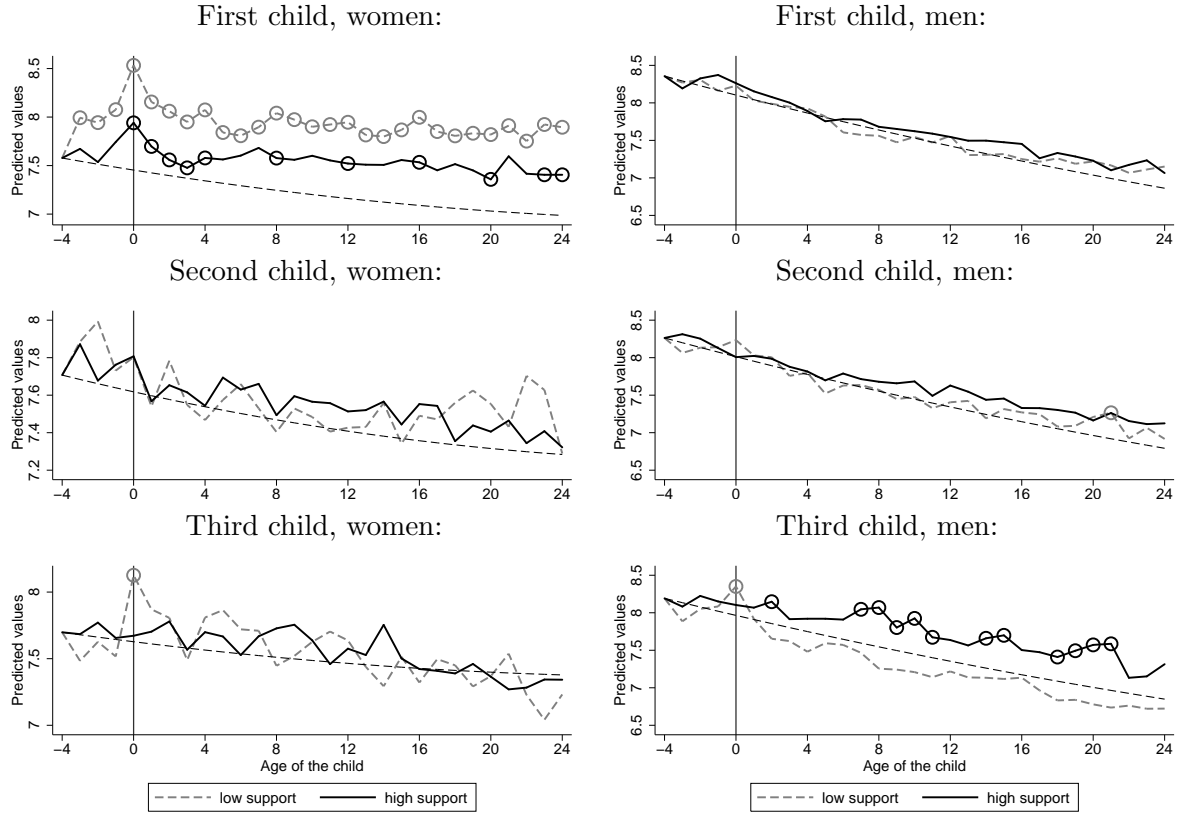 First child, women:
First child, men:
Predicted values
7 7.5 8 8.5
−4 0 4 8 12 16 20 24
Predicted values
6.5 7 7.5 8 8.5
−4 0 4 8 12 16 20 24
Second child, women:
Second child, men:
Predicted values
7.2 7.4 7.6 7.8 8
−4 0 4 8 12 16 20 24
Predicted values
6.5 7 7.5 8 8.5
−4 0 4 8 12 16 20 24
Third child, women:
Third child, men:
Predicted values
7 7.5 8
−4 0 4 8 12 16 20 24
Age of the child
low support high support
Predicted values
6.5 7 7.5 8 8.5
−4 0 4 8 12 16 20 24
Age of the child
low support high support